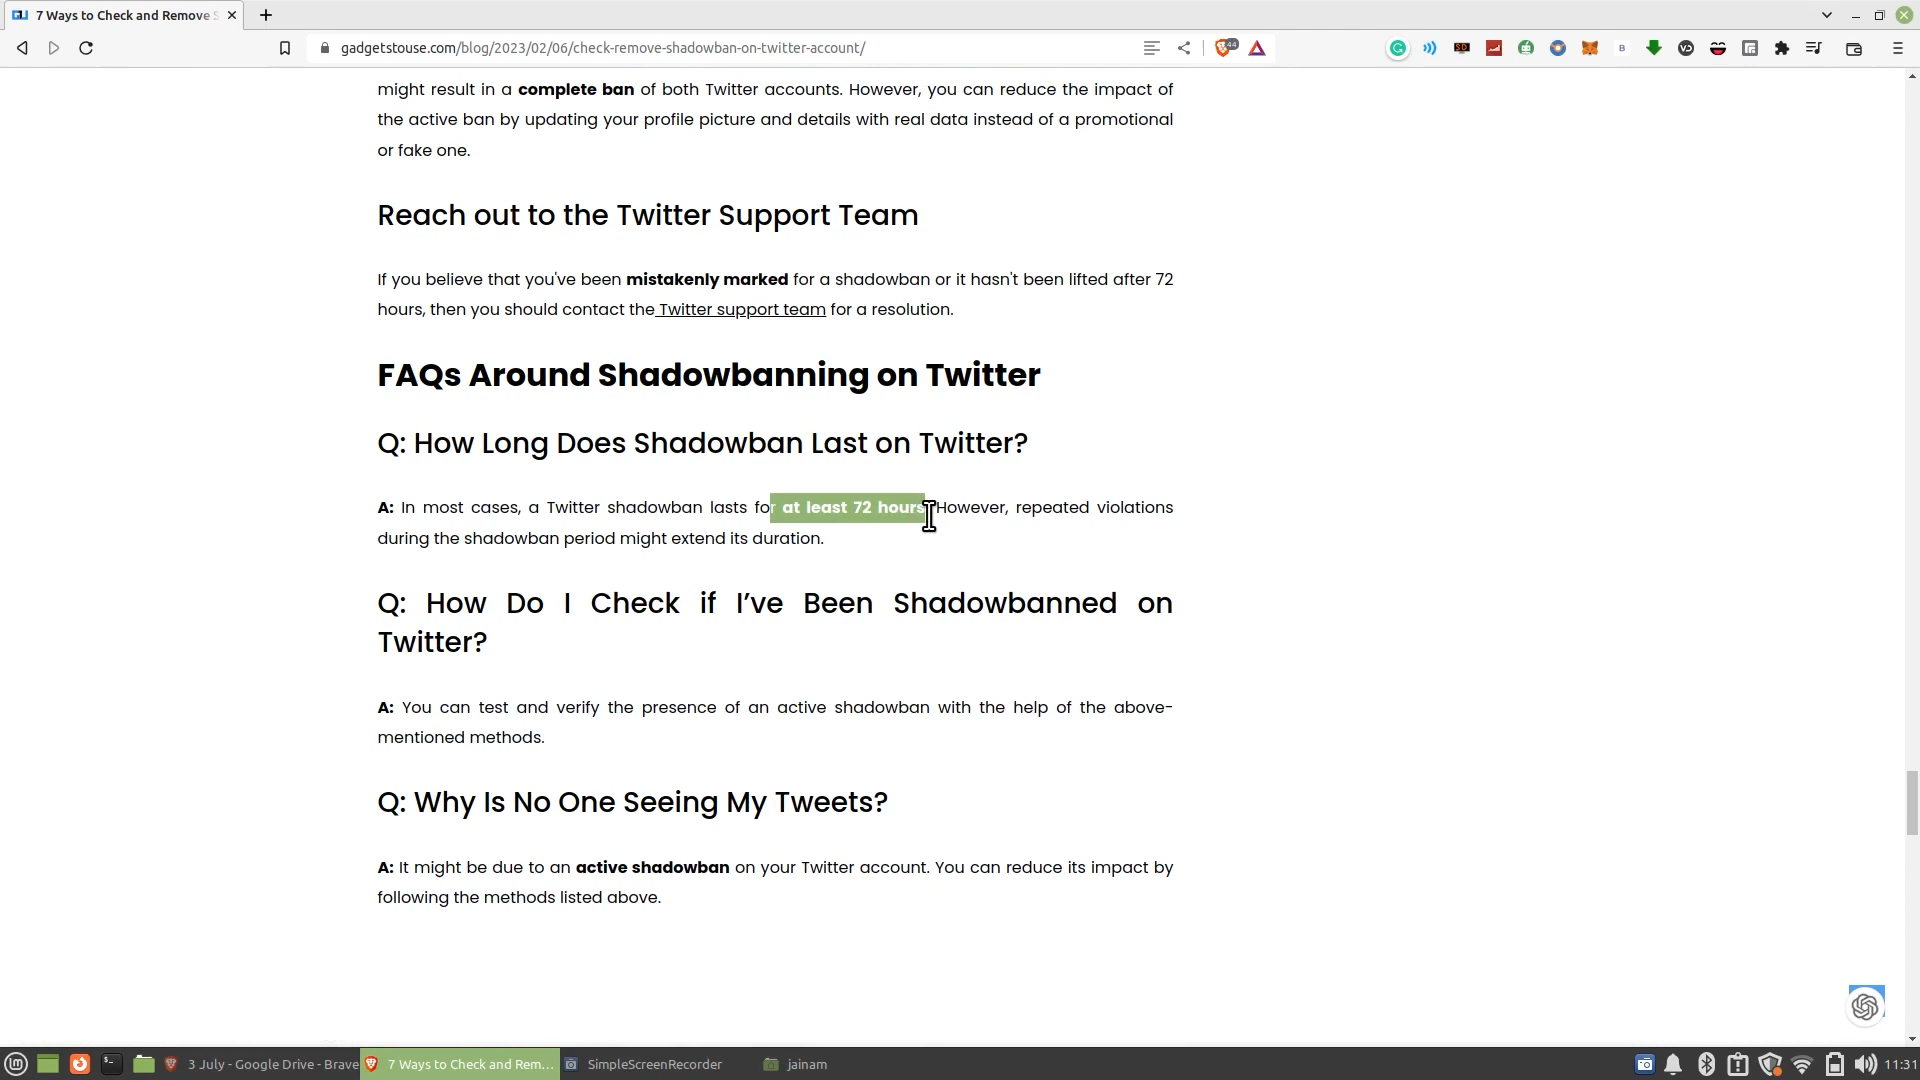 7 Ways to Check and Remove S
gadgetstouse.com/blog/2023/02/06/check-remove-shadowban-on-twitter-account/
might result in a complete ban of both Twitter accounts. However, you can reduce the impact of
the active ban by updating your profile picture and details with real data instead of a promotional
or fake one.
Reach out to the Twitter Support Team
If you believe that you've been mistakenly marked for a shadowban or it hasn't been lifted after 72
hours, then you should contact the Twitter support team for a resolution.
FAQs Around Shadowbanning on Twitter
Q: How Long Does Shadowban Last on Twitter?
A: In most cases, a Twitter shadowban lasts for at least 72 hours. However, repeated violations
during the shadowban period might extend its duration.
Q: How Do I Check if I’ve Been Shadowbanned on
Twitter?
A: You can test and verify the presence of an active shadowban with the help of the above-
mentioned methods.
Q: Why Is No One Seeing My Tweets?
A: It might be due to an active shadowban on your Twitter account. You can reduce its impact by
following the methods listed above.
3 July - Google Drive - Brave 7 Ways to Check and Rem... SimpleScreenRecorder jainam 11:31